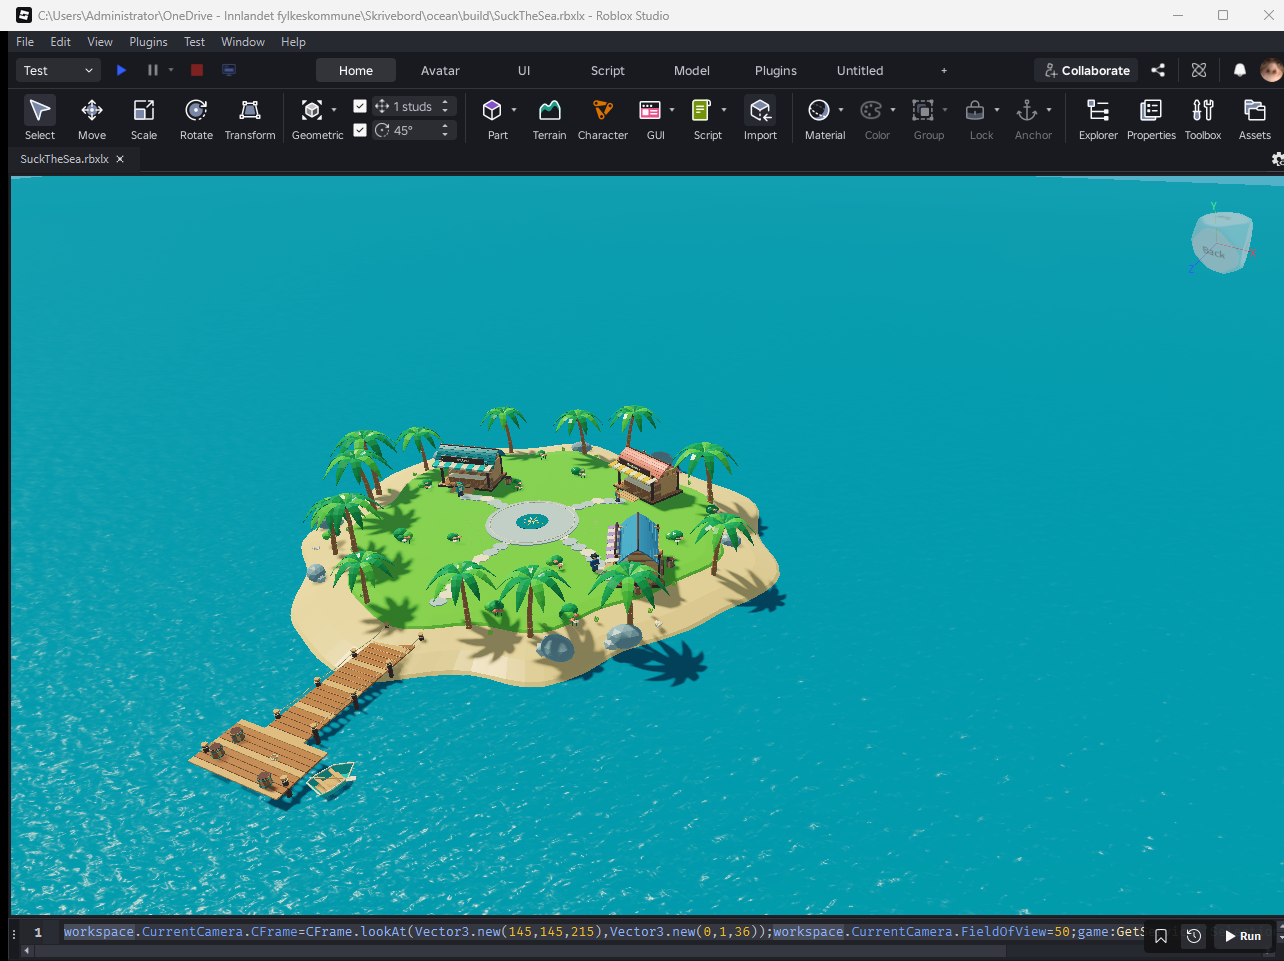 C:\Users\Administrator\OneDrive - Innlandet fylkeskommune\Skrivebord\ocean\build\SuckTheSea.rbxlx - Roblox Studio
File Edit View Plugins Test Window Help
Test Home Avatar UI Script Model Plugins Untitled + Collaborate
1 studs
45°
Select Move Scale Rotate Transform Geometric Part Terrain Character GUI Script Import Material Color Group Lock Anchor Explorer Properties Toolbox Assets
SuckTheSea.rbxlx
Y
Back
X
Z
1 workspace.CurrentCamera.CFrame=CFrame.lookAt(Vector3.new(145,145,215),Vector3.new(0,1,36));workspace.CurrentCamera.FieldOfView=50;game:GetSe
Run